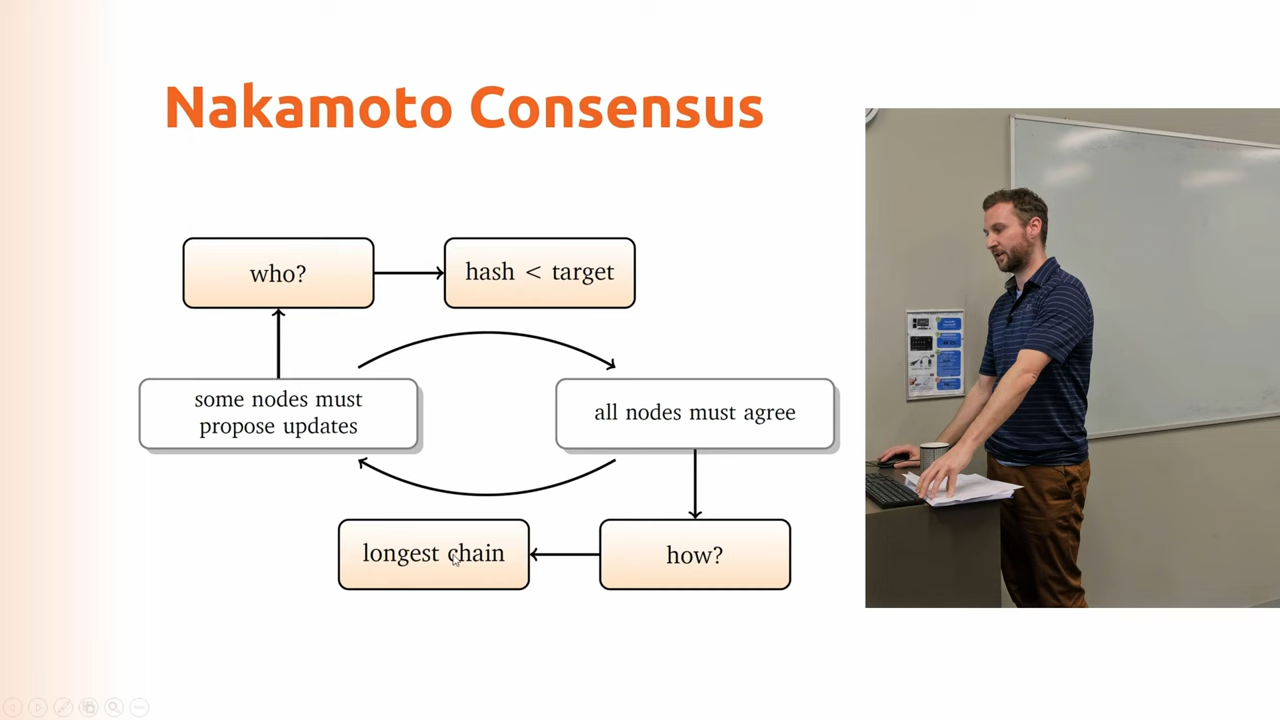 Nakamoto Consensus
who?
hash < target
some nodes must
propose updates
all nodes must agree
longest chain
how?